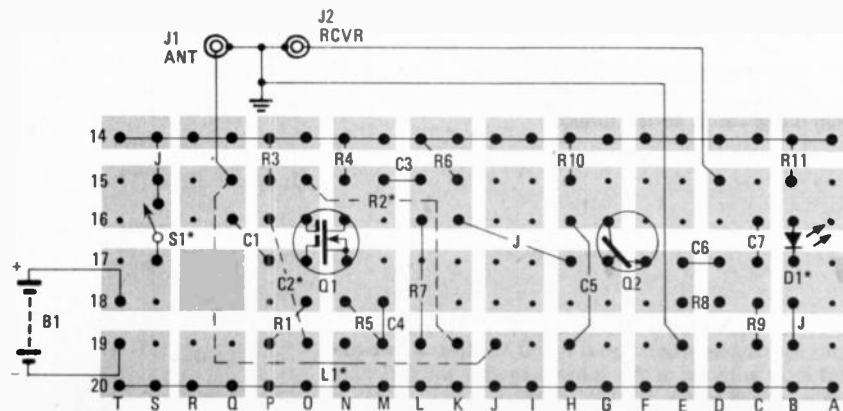 J1
ANT
J2
RCVR
14
J
R3
R4
C3
R6
R10
R11
15
R2*
16
S1*
C1
J
C6
C7
17
C2*
Q1
Q2
D1*
+
B1
18
R7
C5
R8
R1
R5
C4
R9
J
19
–
L1*
20
T S R Q P O N M L K J I H G F E D C B A